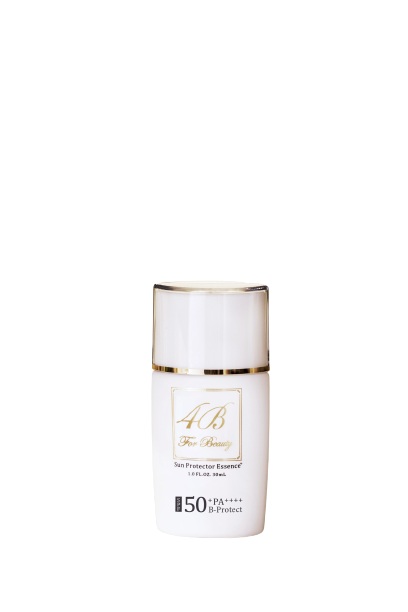 4B
For Beauty
Sun Protector Essence
1.0 FL.OZ. 30mL
50+PA++++
B-Protect